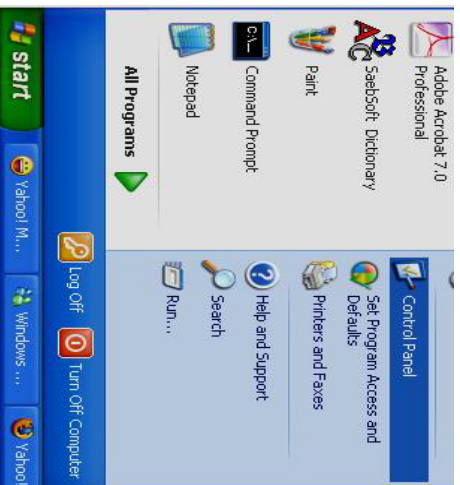 Adobe Acrobat 7.0
Professional
SaebSoft Dictionary
Paint
C:\_
Command Prompt
Notepad
All Programs
Control Panel
Set Program Access and
Defaults
Printers and Faxes
Help and Support
Search
Run...
Log Off
Turn Off Computer
start
Yahoo! M...
Windows ...
Yahoo!